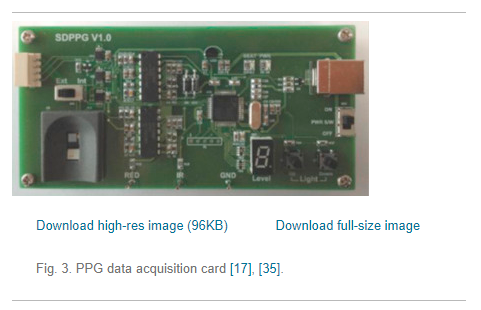 SDPPG V1.0
Ext Int
ON
PWR S/W
OFF
RED IR GND Level Light
Download high-res image (96KB) Download full-size image
Fig. 3. PPG data acquisition card [17], [35].